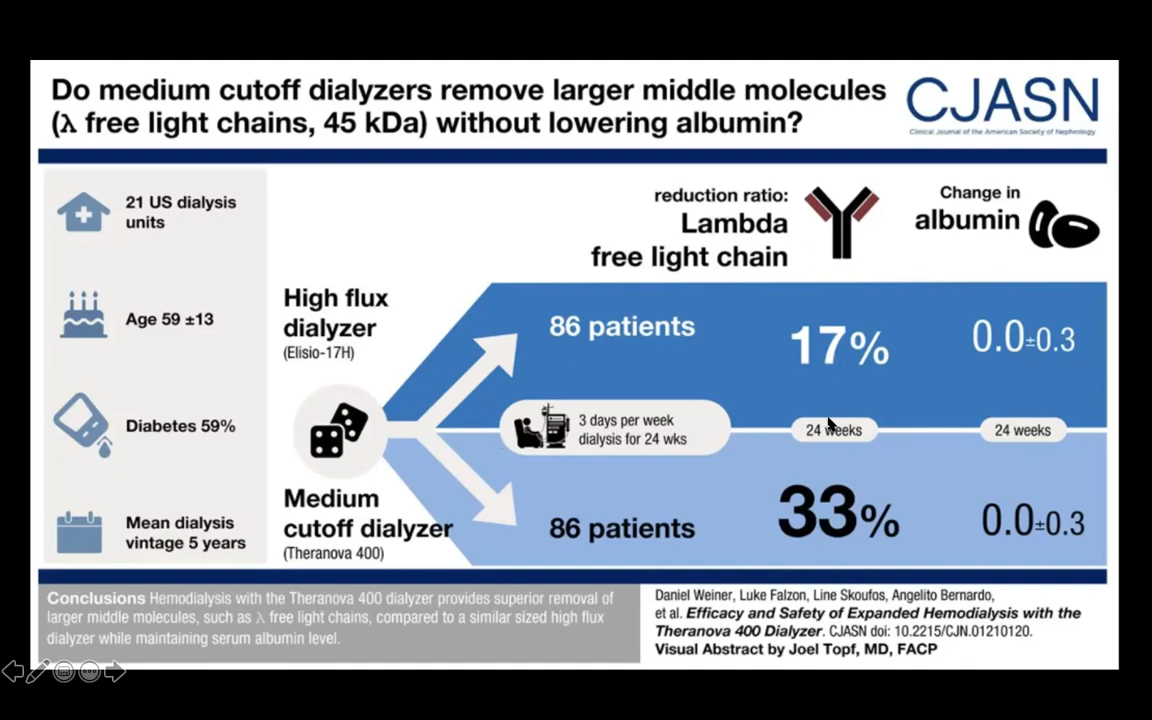 Do medium cutoff dialyzers remove larger middle molecules
(λ free light chains, 45 kDa) without lowering albumin?
CJASN
Clinical Journal of the American Society of Nephrology
21 US dialysis
units
Age 59 ±13
Diabetes 59%
Mean dialysis
vintage 5 years
reduction ratio:
Lambda
free light chain
Change in
albumin
High flux
dialyzer
(Elisio-17H)
86 patients
17%
0.0±0.3
3 days per week
dialysis for 24 wks
24 weeks
24 weeks
Medium
cutoff dialyzer
(Theranova 400)
86 patients
33%
0.0±0.3
Conclusions Hemodialysis with the Theranova 400 dialyzer provides superior removal of
larger middle molecules, such as λ free light chains, compared to a similar sized high flux
dialyzer while maintaining serum albumin level.
Daniel Weiner, Luke Falzon, Line Skoufos, Angelito Bernardo,
et al. Efficacy and Safety of Expanded Hemodialysis with the
Theranova 400 Dialyzer. CJASN doi: 10.2215/CJN.01210120.
Visual Abstract by Joel Topf, MD, FACP